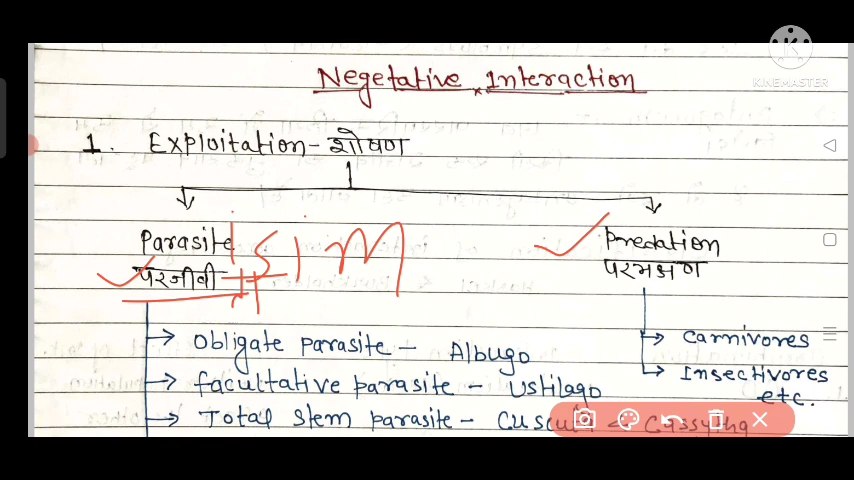 KINEMASTER
Negetative Interaction
1. Exploitation - शोषण
Parasite Predation
परजीवी परभक्षण
→ Obligate parasite - Albugo → Carnivores
→ facultative parasite - Ustilago → Insectivores
etc.
→ Total stem parasite - Cuscuta < Cassytha